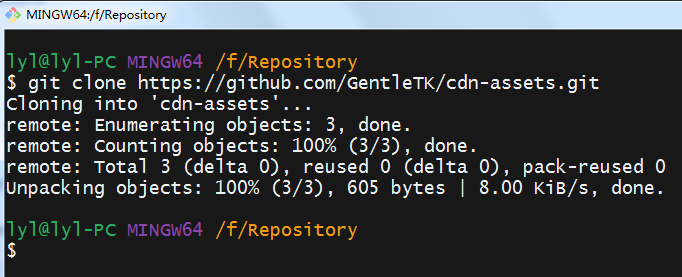 MINGW64:/f/Repository
lyl@lyl-PC MINGW64 /f/Repository
$ git clone https://github.com/GentleTK/cdn-assets.git
Cloning into 'cdn-assets'...
remote: Enumerating objects: 3, done.
remote: Counting objects: 100% (3/3), done.
remote: Total 3 (delta 0), reused 0 (delta 0), pack-reused 0
Unpacking objects: 100% (3/3), 605 bytes | 8.00 KiB/s, done.
lyl@lyl-PC MINGW64 /f/Repository
$